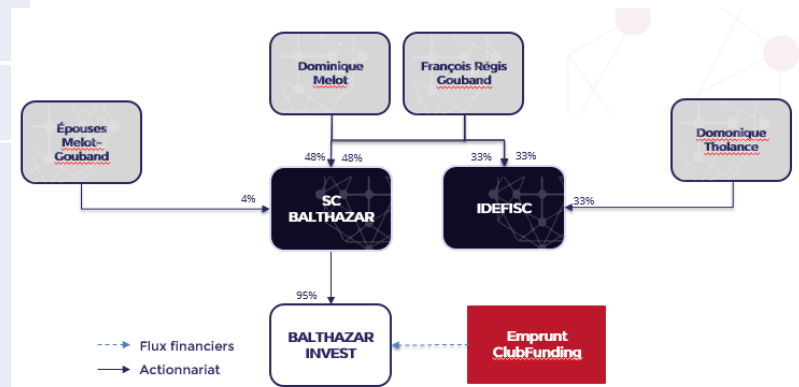 Dominique
Melot
François Régis
Gouband
Épouses
Melot-
Gouband
Domonique
Tholance
48%
48%
33%
33%
4%
SC
BALTHAZAR
IDEFISC
33%
95%
BALTHAZAR
INVEST
Emprunt
ClubFunding
Flux financiers
Actionnariat